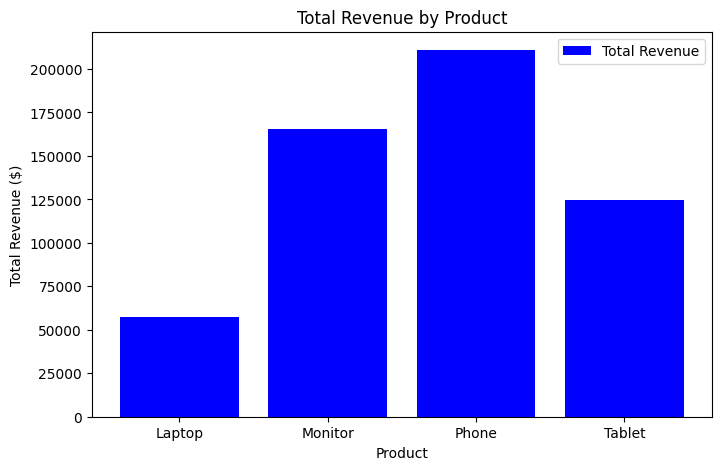 Total Revenue by Product
Total Revenue
Total Revenue ($)
200000
175000
150000
125000
100000
75000
50000
25000
0
Laptop Monitor Phone Tablet
Product